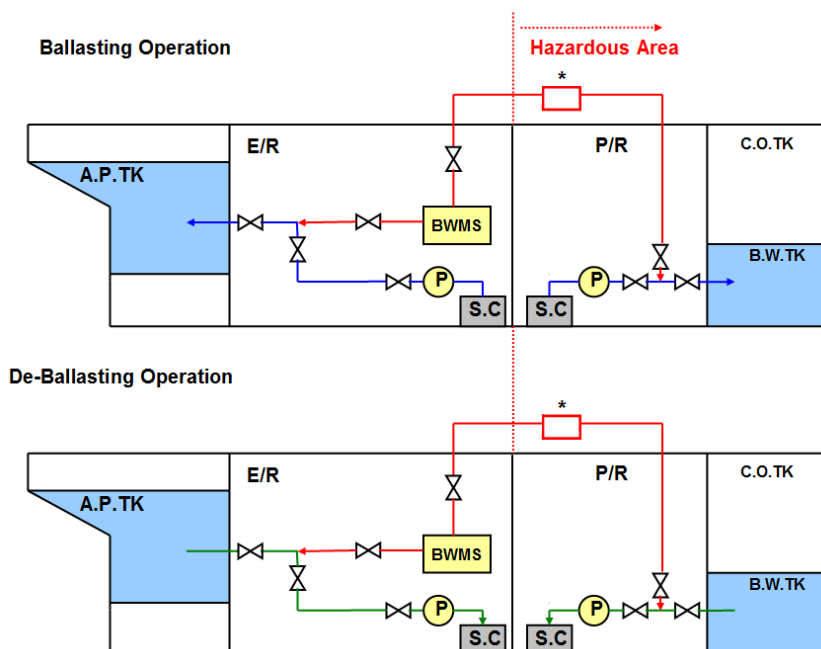 Ballasting Operation
Hazardous Area
*
E/R
P/R
C.O.TK
A.P.TK
BWMS
B.W.TK
P
P
S.C
S.C
De-Ballasting Operation
*
E/R
P/R
C.O.TK
A.P.TK
BWMS
B.W.TK
P
P
S.C
S.C